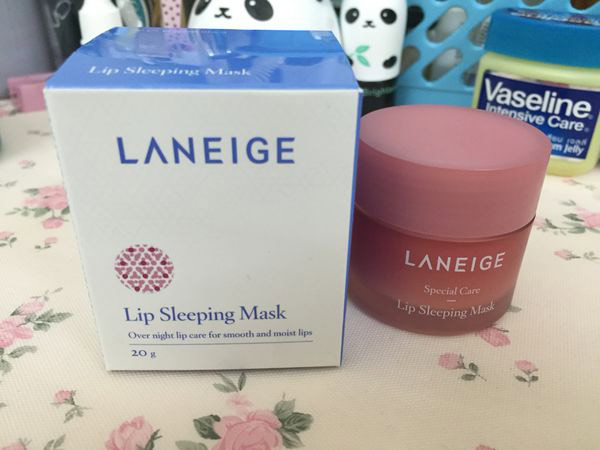 Lip Sleeping Mask
LANEIGE
Lip Sleeping Mask
Over night lip care for smooth and moist lips
20 g
LANEIGE
Special Care
Lip Sleeping Mask
Vaseline
Intensive Care